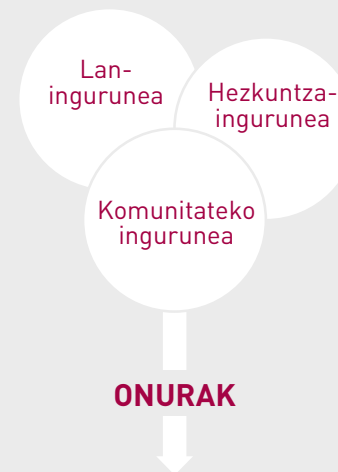 Lan-
ingurunea
Hezkuntza-
ingurunea
Komunitateko
ingurunea
ONURAK